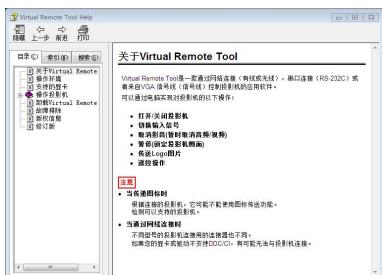 Virtual Remote Tool Help
隐藏 上一步 前进 打印
目录(C) 索引(N) 搜索(S)
关于Virtual Remote
操作环境
支持的显卡
操作投影机
卸载Virtual Remote
故障排除
版权信息
修订版
关于Virtual Remote Tool
Virtual Remote Tool是一款通过网络连接（有线或无线）、串口连接（RS-232C）或
者来自VGA 信号线（信号线）控制投影机的应用软件。
可以通过电脑实现对投影机的以下操作：
• 打开/关闭投影机
• 切换输入信号
• 取消影音(暂时取消音频/视频)
• 暂停(锁定投影机画面)
• 传送Logo图片
• 遥控操作
注意
• 当传递图标时
根据连接的投影机，它可能不能使用图标传送功能。
检测可以支持的投影机。
• 当通过网线连接时
不同型号的投影机连接用的连接器也不同。
如果您的显卡或驱动不支持DDC/CI，有可能无法与投影机连接。